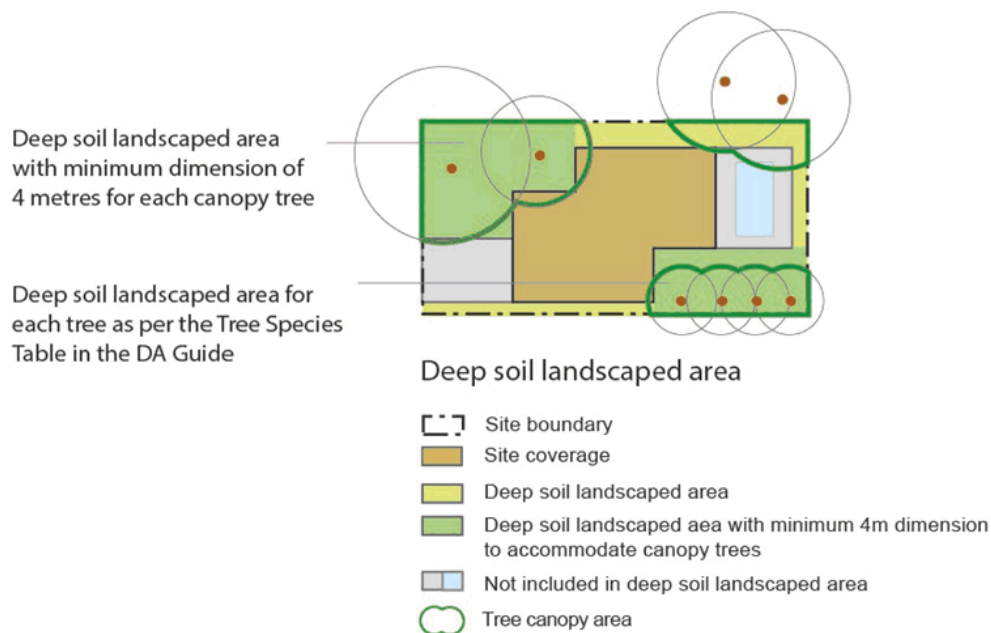 Deep soil landscaped area
with minimum dimension of
4 metres for each canopy tree
Deep soil landscaped area for
each tree as per the Tree Species
Table in the DA Guide
Deep soil landscaped area
Site boundary
Site coverage
Deep soil landscaped area
Deep soil landscaped aea with minimum 4m dimension
to accommodate canopy trees
Not included in deep soil landscaped area
Tree canopy area